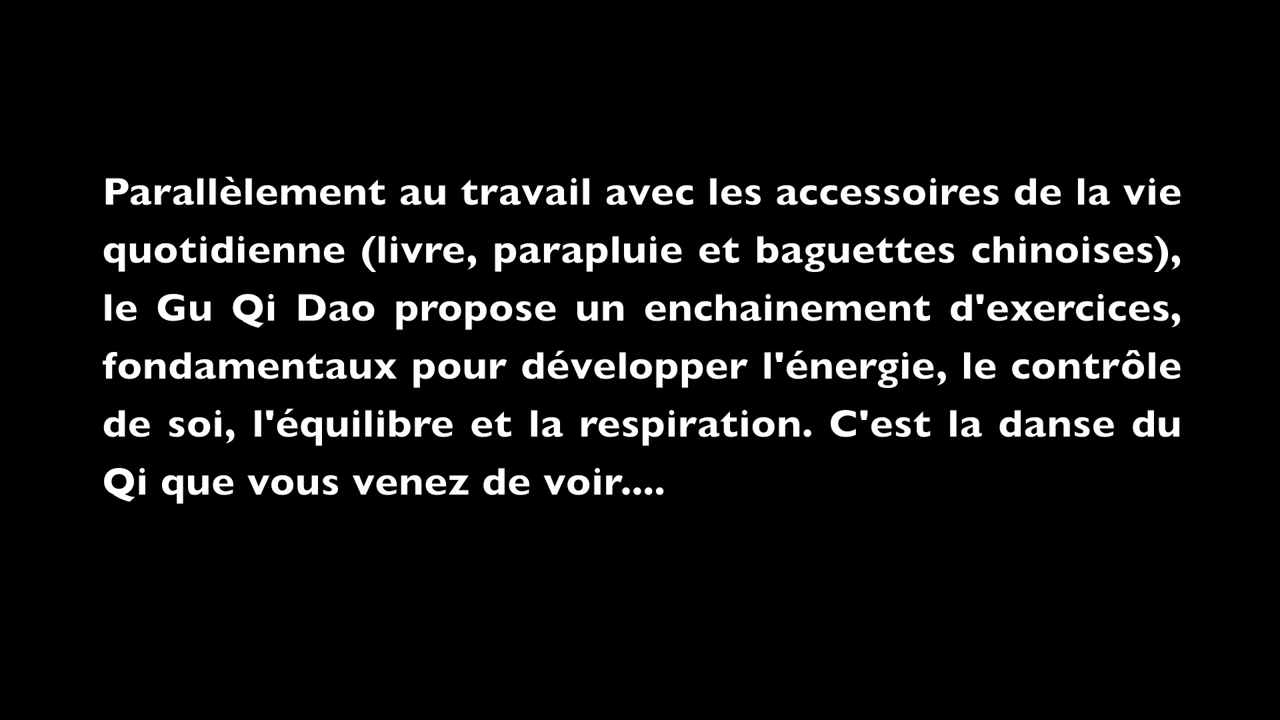 Parallèlement au travail avec les accessoires de la vie
quotidienne (livre, parapluie et baguettes chinoises),
le Gu Qi Dao propose un enchainement d'exercices,
fondamentaux pour développer l'énergie, le contrôle
de soi, l'équilibre et la respiration. C'est la danse du
Qi que vous venez de voir....